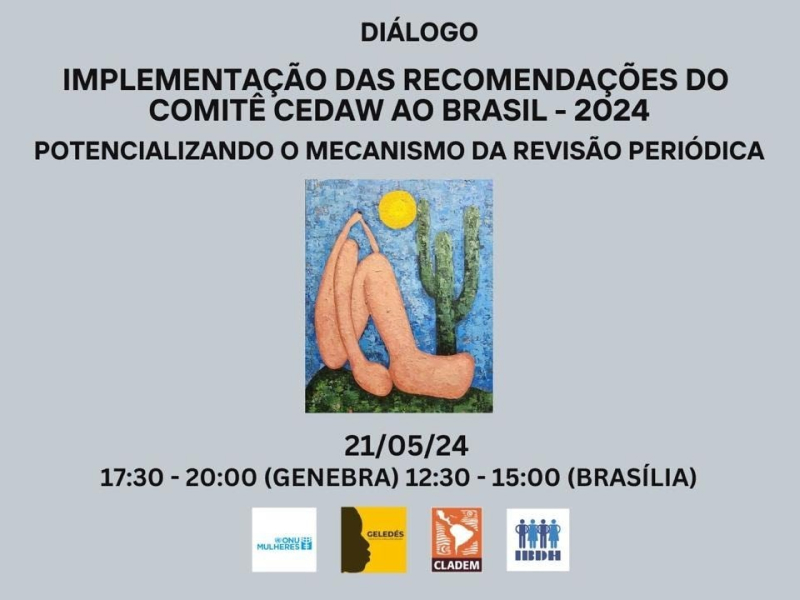 DIÁLOGO
IMPLEMENTAÇÃO DAS RECOMENDAÇÕES DO
COMITÊ CEDAW AO BRASIL - 2024
POTENCIALIZANDO O MECANISMO DA REVISÃO PERIÓDICA
21/05/24
17:30 - 20:00 (GENEBRA) 12:30 - 15:00 (BRASÍLIA)
ONU
MULHERES
GELEDÉS
CLADEM
IBDH